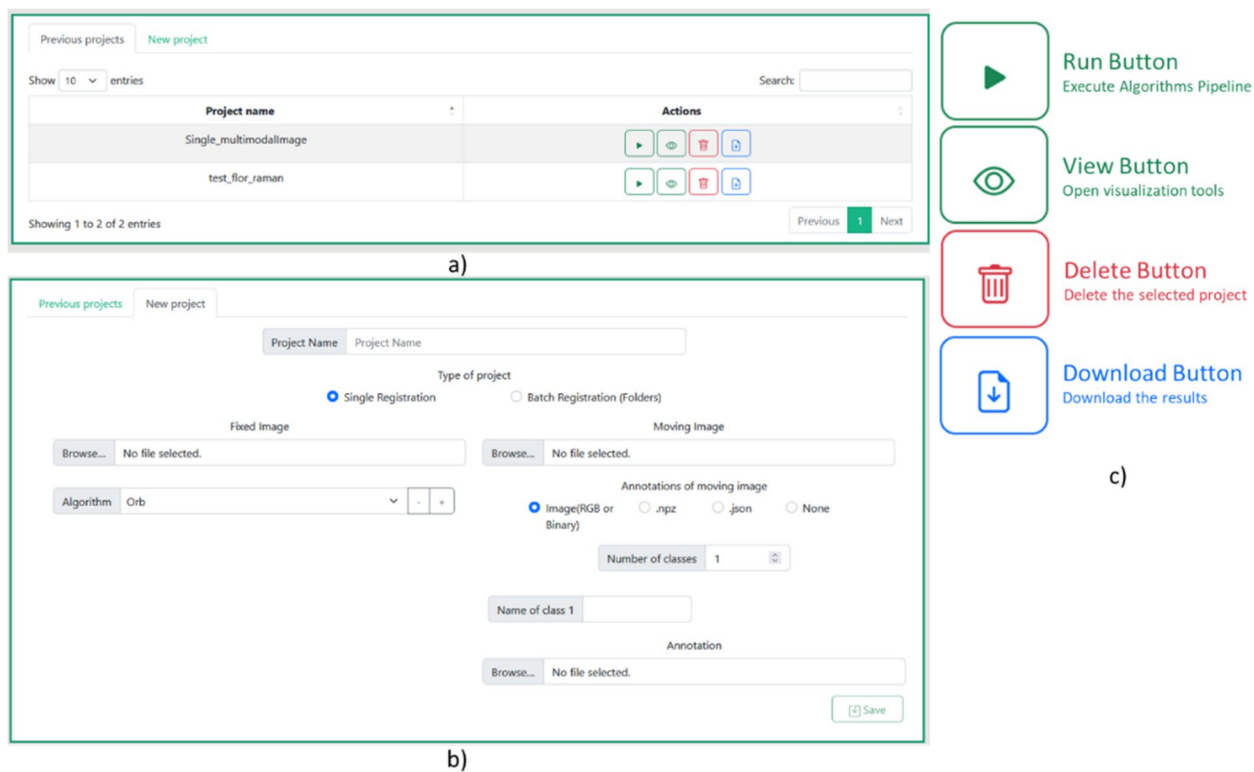 Previous projects New project
Show 10 entries Search:
Project name Actions
Single_multimodalImage
test_flor_raman
Showing 1 to 2 of 2 entries Previous 1 Next
a)
Previous projects New project
Project Name Project Name
Type of project
Single Registration Batch Registration (Folders)
Fixed Image Moving Image
Browse... No file selected. Browse... No file selected.
Algorithm Orb - +
Annotations of moving image
Image(RGB or .npz .json None
Binary)
Number of classes 1
Name of class 1
Annotation
Browse... No file selected.
Save
b)
Run Button
Execute Algorithms Pipeline
View Button
Open visualization tools
Delete Button
Delete the selected project
Download Button
Download the results
c)